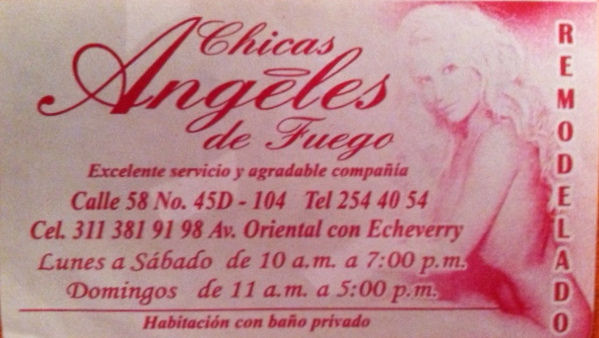 Chicas
Angeles
de Fuego
Excelente servicio y agradable compañía
Calle 58 No. 45D - 104 Tel 254 40 54
Cel. 311 381 91 98 Av. Oriental con Echeverry
Lunes a Sábado de 10 a.m. a 7:00 p.m.
Domingos de 11 a.m. a 5:00 p.m.
Habitación con baño privado
REMODELADO